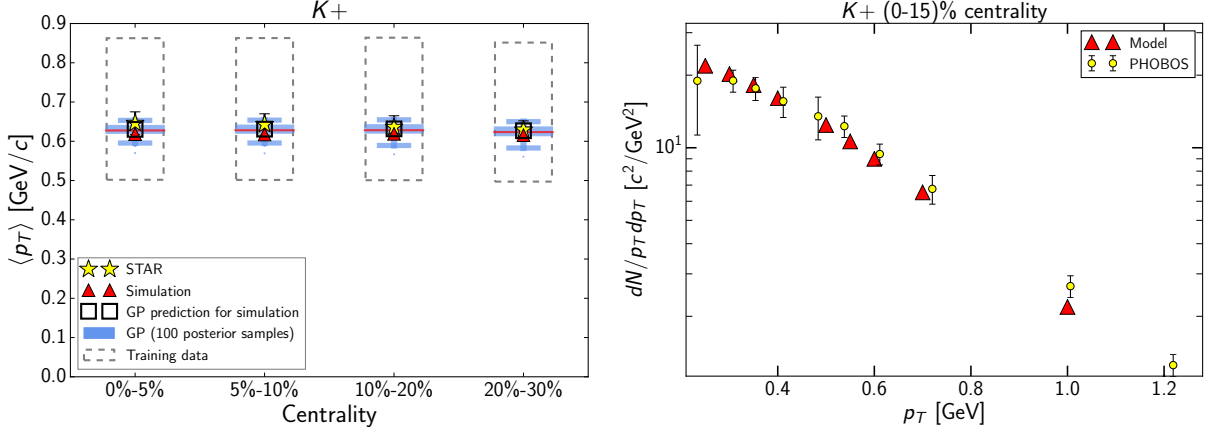 K+
0.9
0.8
0.7
0.6
0.5
0.4
0.3
0.2
0.1
0.0
⟨p_T⟩ [GeV/c]
STAR
Simulation
GP prediction for simulation
GP (100 posterior samples)
Training data
0%-5% 5%-10% 10%-20% 20%-30%
Centrality
K+ (0-15)% centrality
Model
PHOBOS
10^1
dN/p_T dp_T [c^2/GeV^2]
0.4 0.6 0.8 1.0 1.2
p_T [GeV]